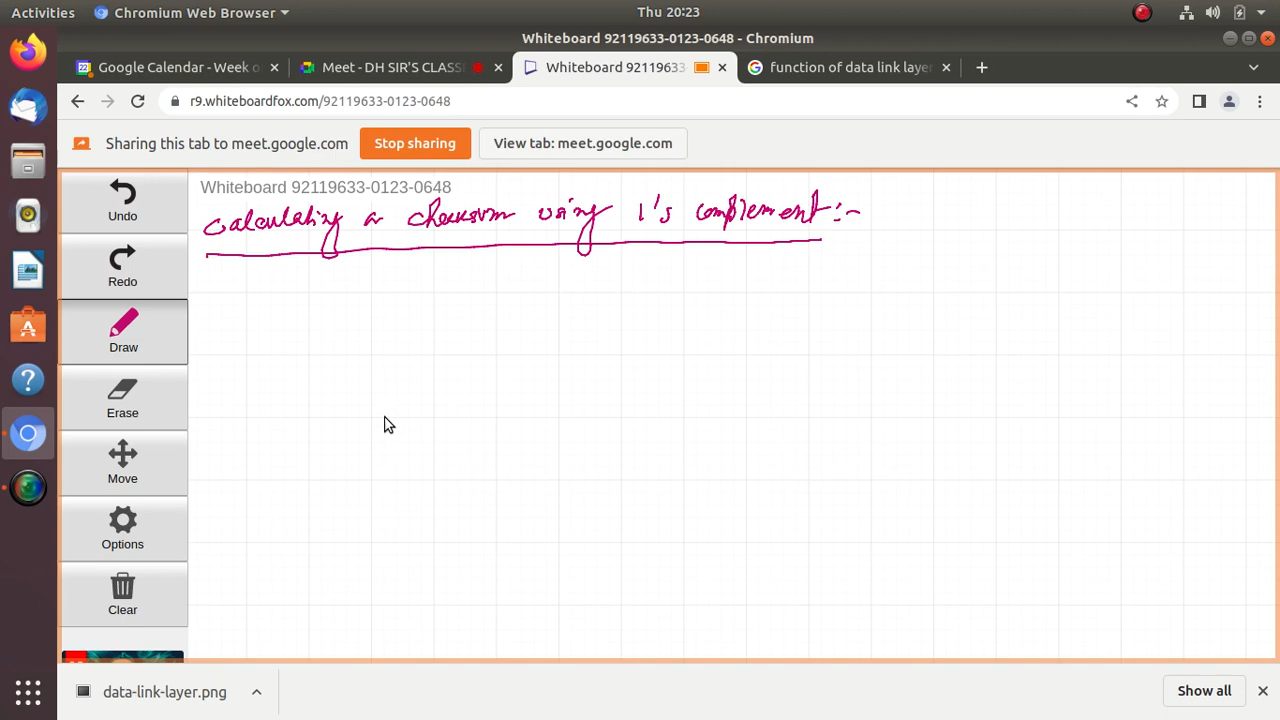 Activities Chromium Web Browser Thu 20:23
Whiteboard 92119633-0123-0648 - Chromium
Google Calendar - Week o Meet - DH SIR'S CLASS Whiteboard 92119633 function of data link layer
r9.whiteboardfox.com/92119633-0123-0648
Sharing this tab to meet.google.com Stop sharing View tab: meet.google.com
Whiteboard 92119633-0123-0648
Calculating a checksum using 1's complement:-
Undo
Redo
Draw
Erase
Move
Options
Clear
data-link-layer.png Show all